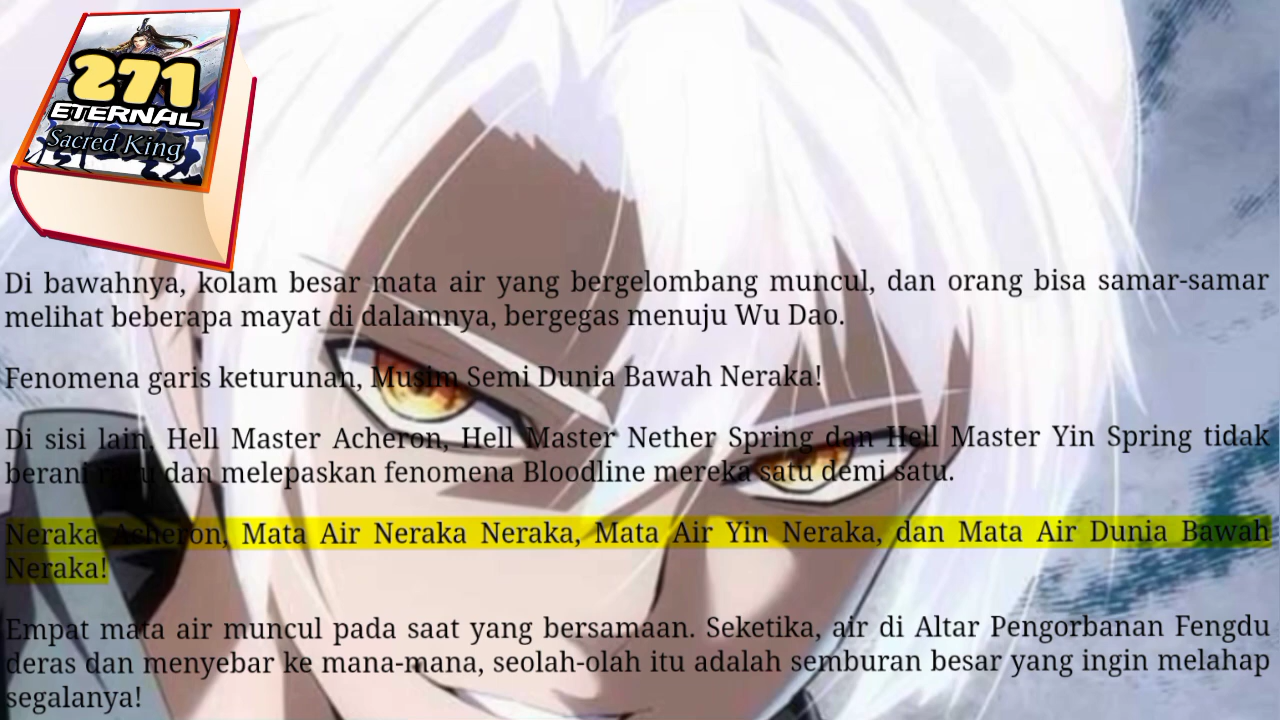 271
ETERNAL
Sacred King
Di bawahnya, kolam besar mata air yang bergelombang muncul, dan orang bisa samar-samar
melihat beberapa mayat di dalamnya, bergegas menuju Wu Dao.
Fenomena garis keturunan, Musim Semi Dunia Bawah Neraka!
Di sisi lain, Hell Master Acheron, Hell Master Nether Spring dan Hell Master Yin Spring tidak
berani ragu dan melepaskan fenomena Bloodline mereka satu demi satu.
Neraka Acheron, Mata Air Neraka Neraka, Mata Air Yin Neraka, dan Mata Air Dunia Bawah
Neraka!
Empat mata air muncul pada saat yang bersamaan. Seketika, air di Altar Pengorbanan Fengdu
deras dan menyebar ke mana-mana, seolah-olah itu adalah semburan besar yang ingin melahap
segalanya!